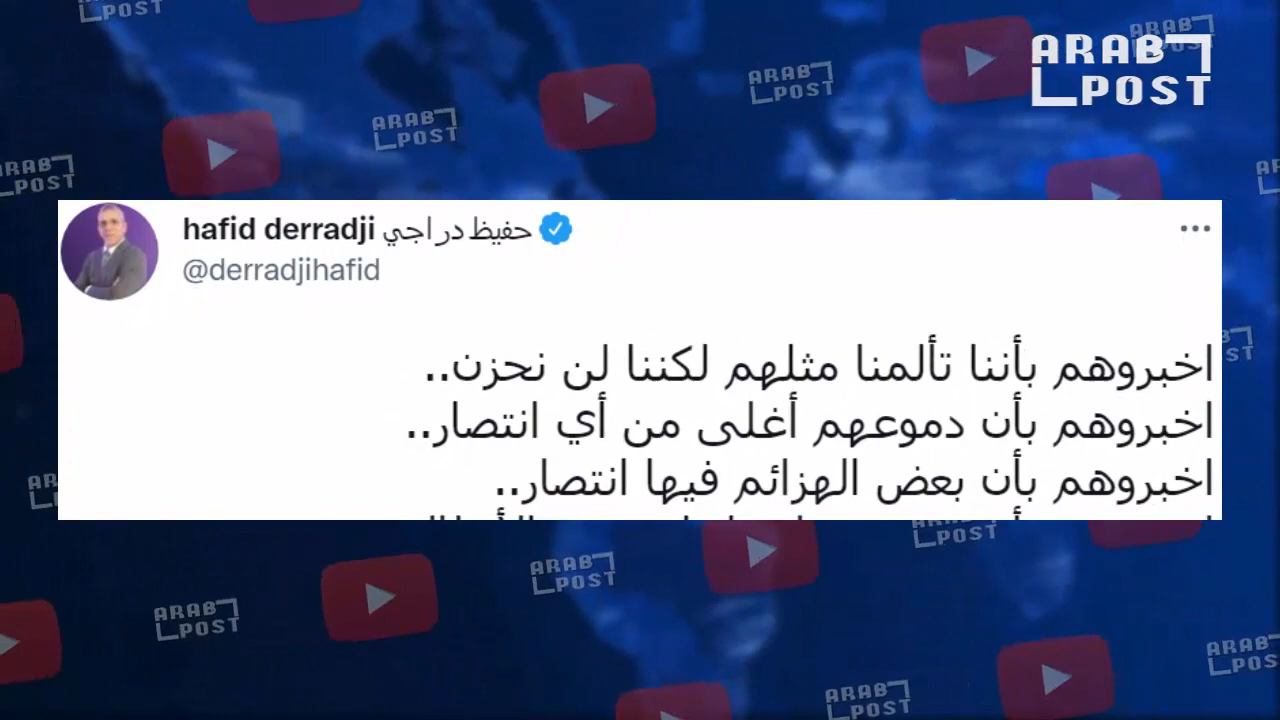 ARAB POST
hafid derradji حفيظ دراجي
@derradjihafid
اخبروهم بأننا تألمنا مثلهم لكننا لن نحزن..
اخبروهم بأن دموعهم أغلى من أي انتصار..
اخبروهم بأن بعض الهزائم فيها انتصار..